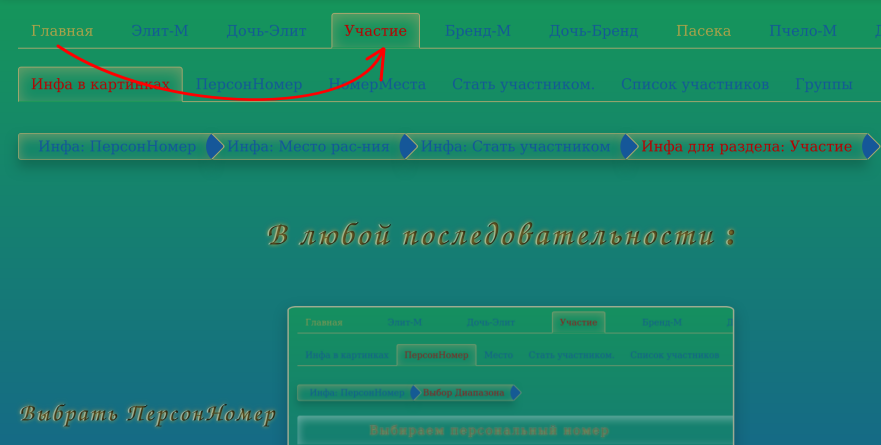 Главная Элит-М Дочь-Элит Участие Бренд-М Дочь-Бренд Пасека Пчело-М
Инфа в картинках ПерсонНомер НомерМеста Стать участником. Список участников Группы
Инфа: ПерсонНомер Инфа: Место рас-ния Инфа: Стать участником Инфа для раздела: Участие
В любой последовательности :
Главная Элит-М Дочь-Элит Участие Бренд-М
Инфа в картинках ПерсонНомер Место Стать участником. Список участников
Инфа: ПерсонНомер Выбор Диапазона
Выбрать ПерсонНомер
Выбираем персональный номер